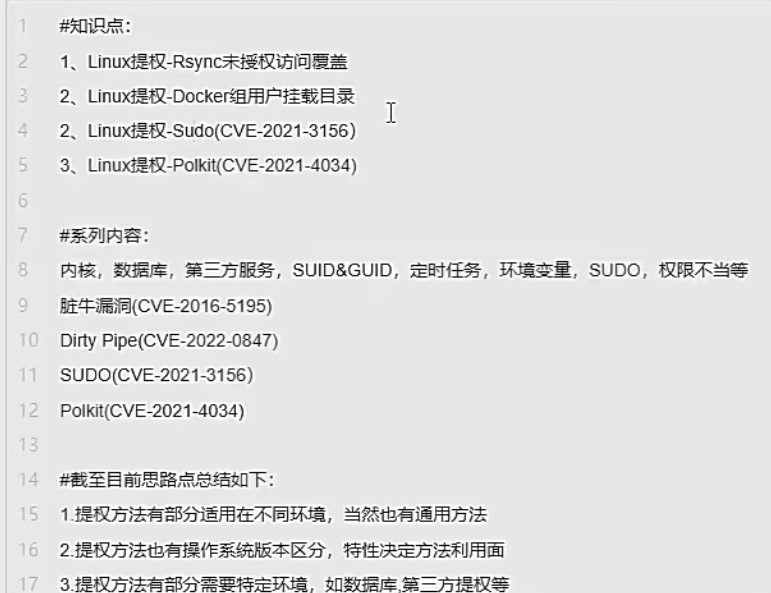 1 #知识点：
2 1、Linux提权-Rsync未授权访问覆盖
3 2、Linux提权-Docker组用户挂载目录
4 2、Linux提权-Sudo(CVE-2021-3156）
5 3、Linux提权-Polkit(CVE-2021-4034)
6
7 #系列内容：
8 内核，数据库，第三方服务，SUID&GUID，定时任务，环境变量，SUDO，权限不当等
9 脏牛漏洞(CVE-2016-5195)
10 Dirty Pipe(CVE-2022-0847)
11 SUDO(CVE-2021-3156）
12 Polkit(CVE-2021-4034)
13
14 #截至目前思路点总结如下：
15 1.提权方法有部分适用在不同环境，当然也有通用方法
16 2.提权方法也有操作系统版本区分，特性决定方法利用面
17 3.提权方法有部分需要特定环境，如数据库,第三方提权等